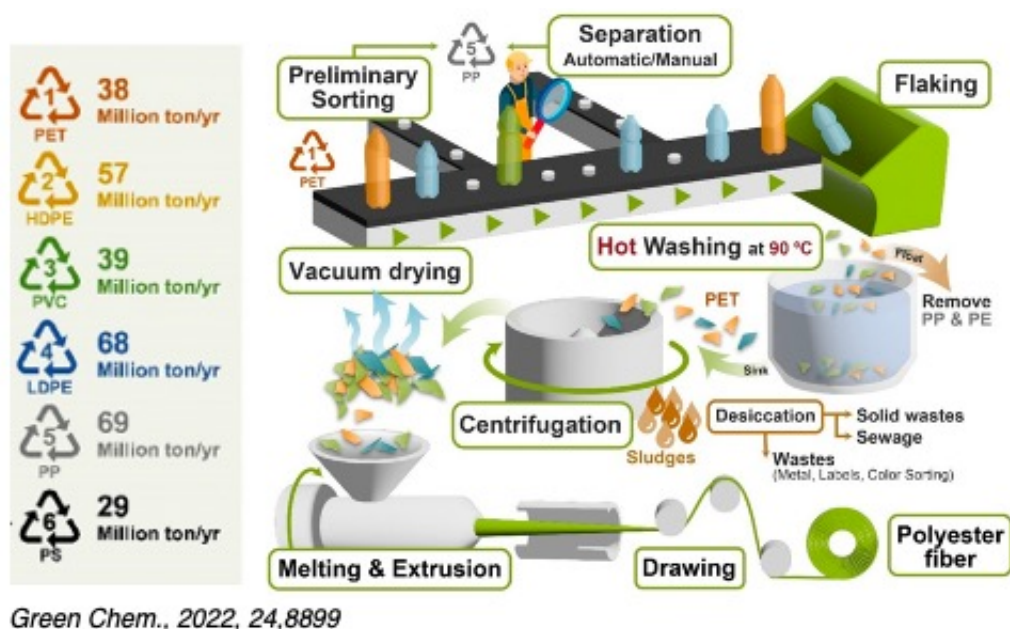 1
PET
38
Million ton/yr
2
HDPE
57
Million ton/yr
3
PVC
39
Million ton/yr
4
LDPE
68
Million ton/yr
5
PP
69
Million ton/yr
6
PS
29
Million ton/yr
Preliminary
Sorting
5
PP
Separation
Automatic/Manual
Flaking
1
PET
Hot Washing at 90 ºC
Float
Remove
PP & PE
Vacuum drying
PET
Sink
Centrifugation
Sludges
Desiccation
Solid wastes
Sewage
Wastes
(Metal, Labels, Color Sorting)
Melting & Extrusion
Drawing
Polyester
fiber
Green Chem., 2022, 24,8899